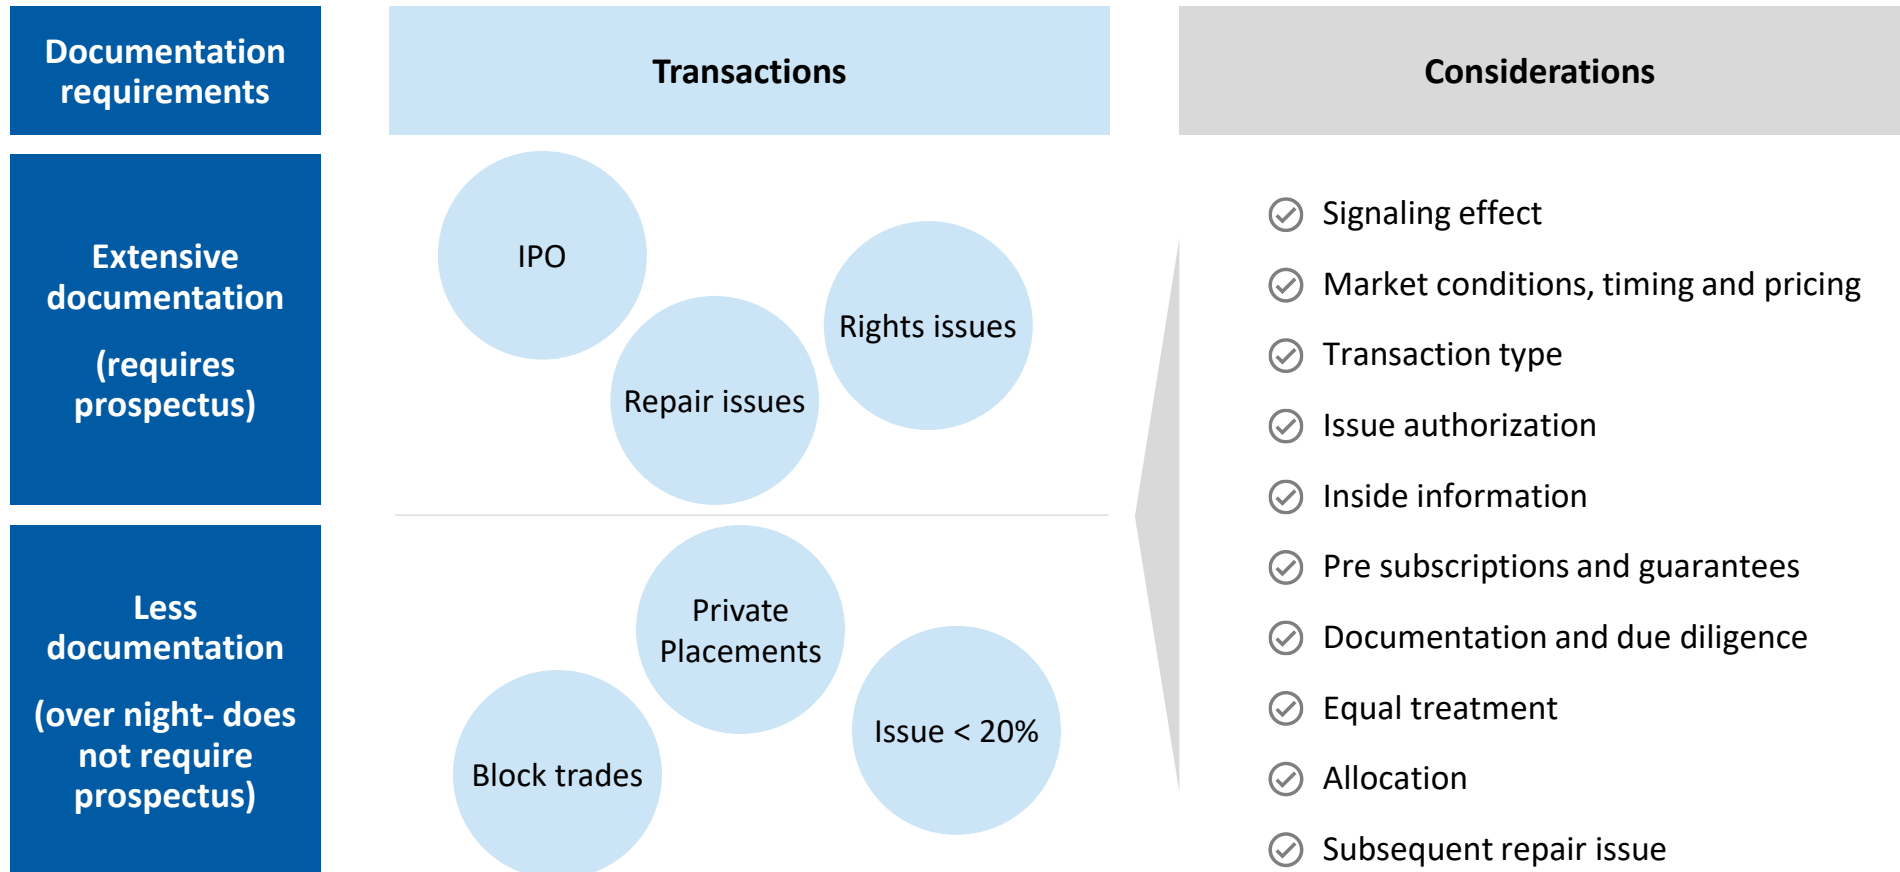 Documentation
requirements
Transactions
Considerations
Extensive
documentation
(requires
prospectus)
IPO
Repair issues
Rights issues
Less
documentation
(over night- does
not require
prospectus)
Private
Placements
Block trades
Issue < 20%
Signaling effect
Market conditions, timing and pricing
Transaction type
Issue authorization
Inside information
Pre subscriptions and guarantees
Documentation and due diligence
Equal treatment
Allocation
Subsequent repair issue